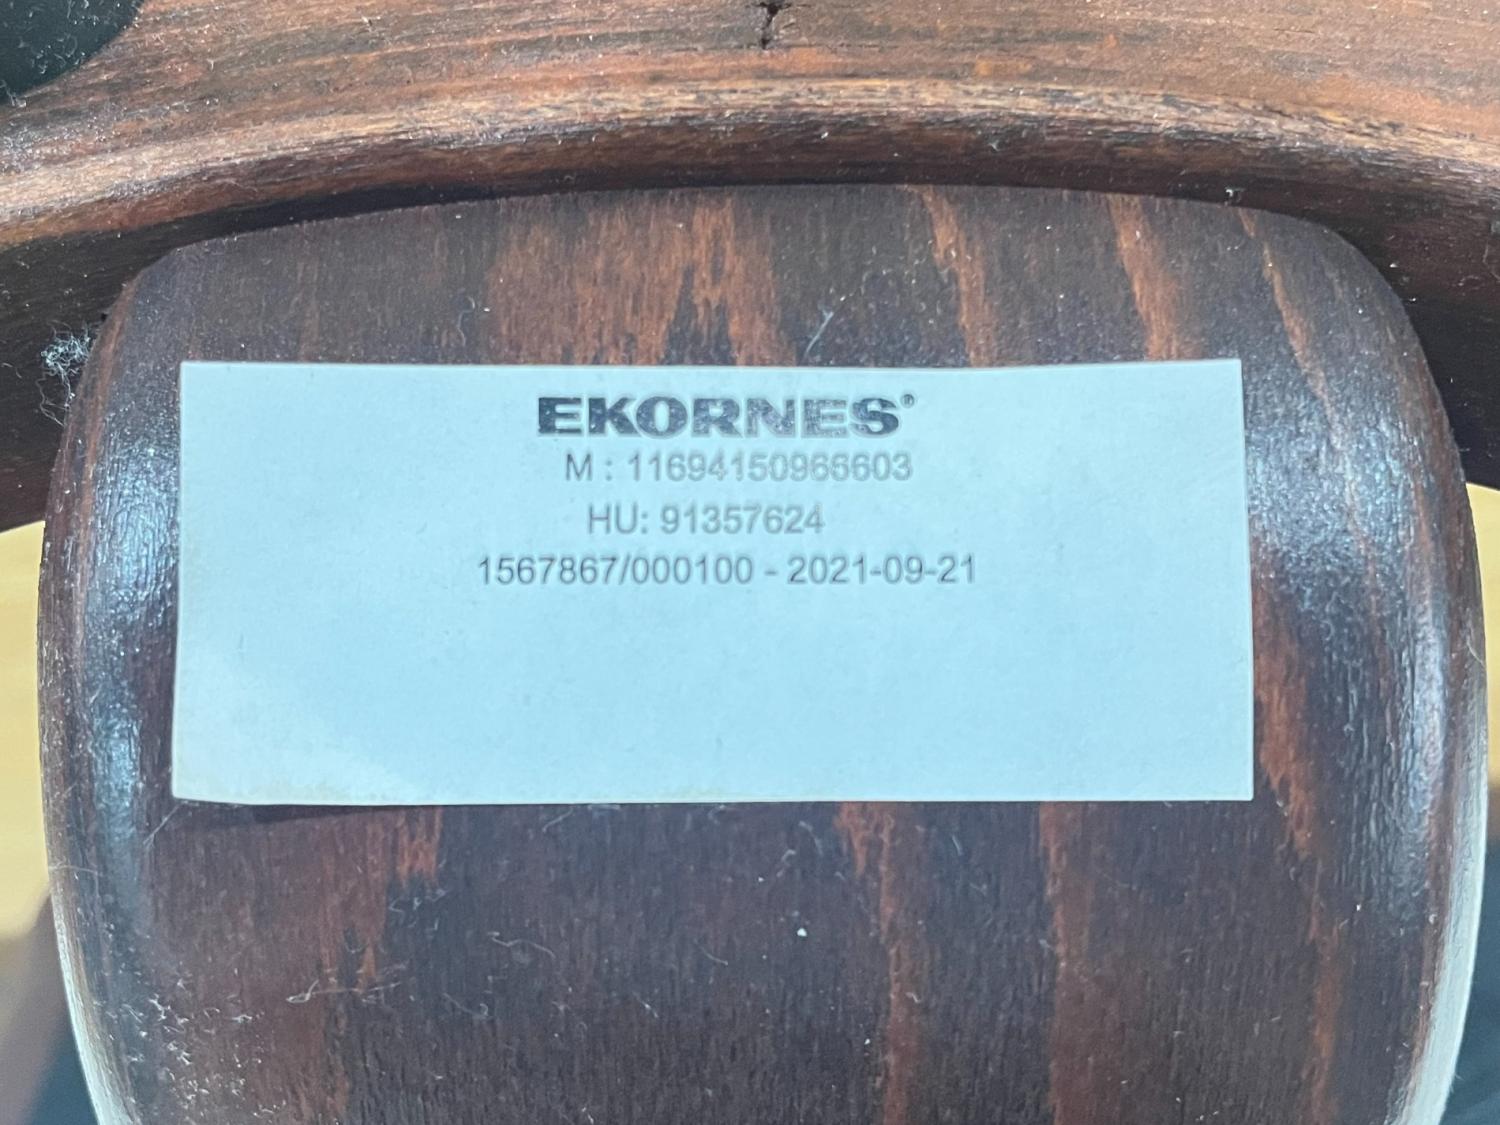 EKORNES®
M : 11694150966603
HU: 91357624
1567867/000100 - 2021-09-21